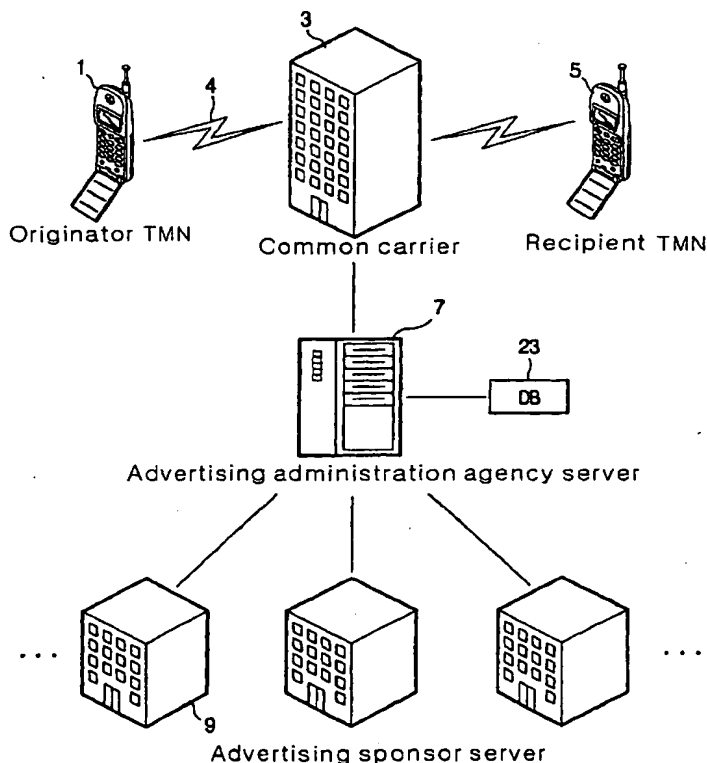 3
1
4
5
Originator TMN
Common carrier
Recipient TMN
7
23
DB
Advertising administration agency server
...
...
9
Advertising sponsor server